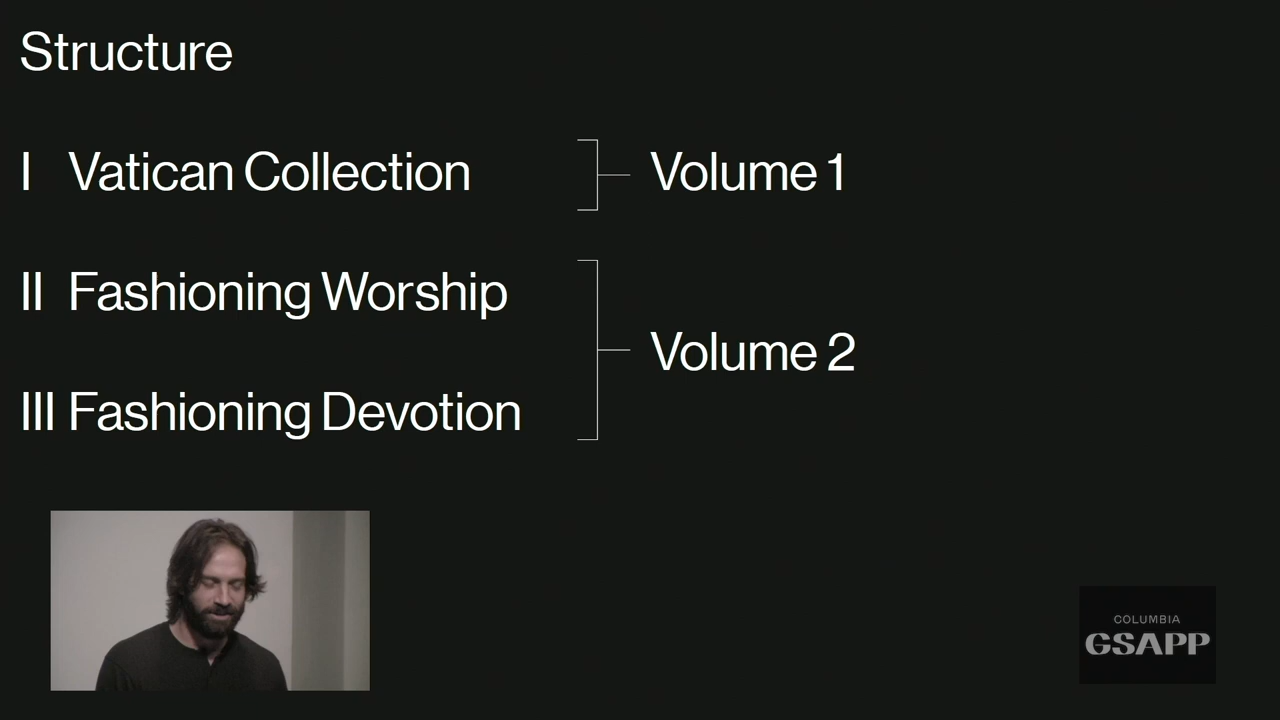 Structure
I Vatican Collection
Volume 1
II Fashioning Worship
III Fashioning Devotion
Volume 2
COLUMBIA
GSAPP